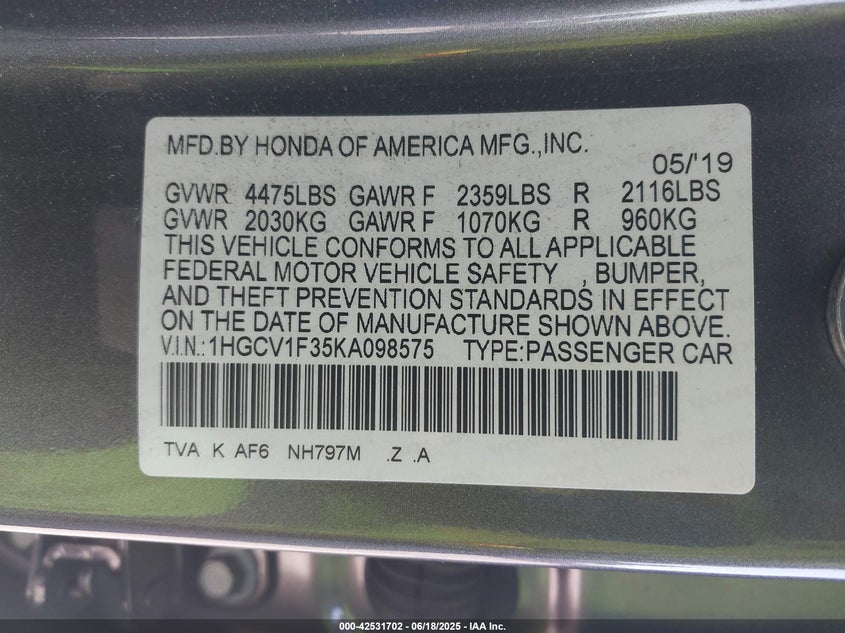 MFD.BY HONDA OF AMERICA MFG.,INC.
05/'19
GVWR 4475LBS GAWR F 2359LBS R 2116LBS
GVWR 2030KG GAWR F 1070KG R 960KG
THIS VEHICLE CONFORMS TO ALL APPLICABLE
FEDERAL MOTOR VEHICLE SAFETY , BUMPER,
AND THEFT PREVENTION STANDARDS IN EFFECT
ON THE DATE OF MANUFACTURE SHOWN ABOVE.
V.I.N.:1HGCV1F35KA098575 TYPE:PASSENGER CAR
TVA K AF6 NH797M .Z .A
000-42531702 - 06/18/2025 - IAA Inc.